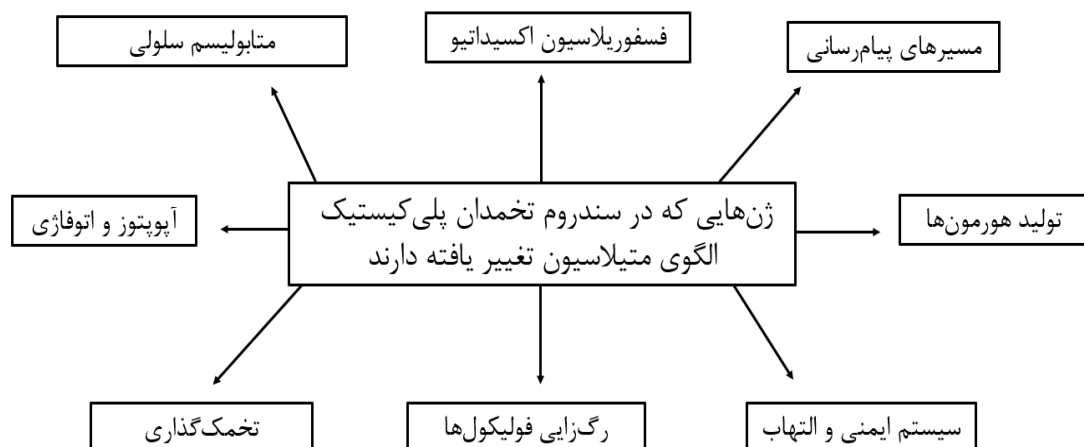 مسیرهای پیام‌رسانی
فسفوریلاسیون اکسیداتیو
متابولیسم سلولی
ژن‌هایی که در سندروم تخمدان پلی‌کیستیک
الگوی متیلاسیون تغییر یافته دارند
تولید هورمون‌ها
آپوپتوز و اتوفاژی
سیستم ایمنی و التهاب
رگ‌زایی فولیکول‌ها
تخمک‌گذاری